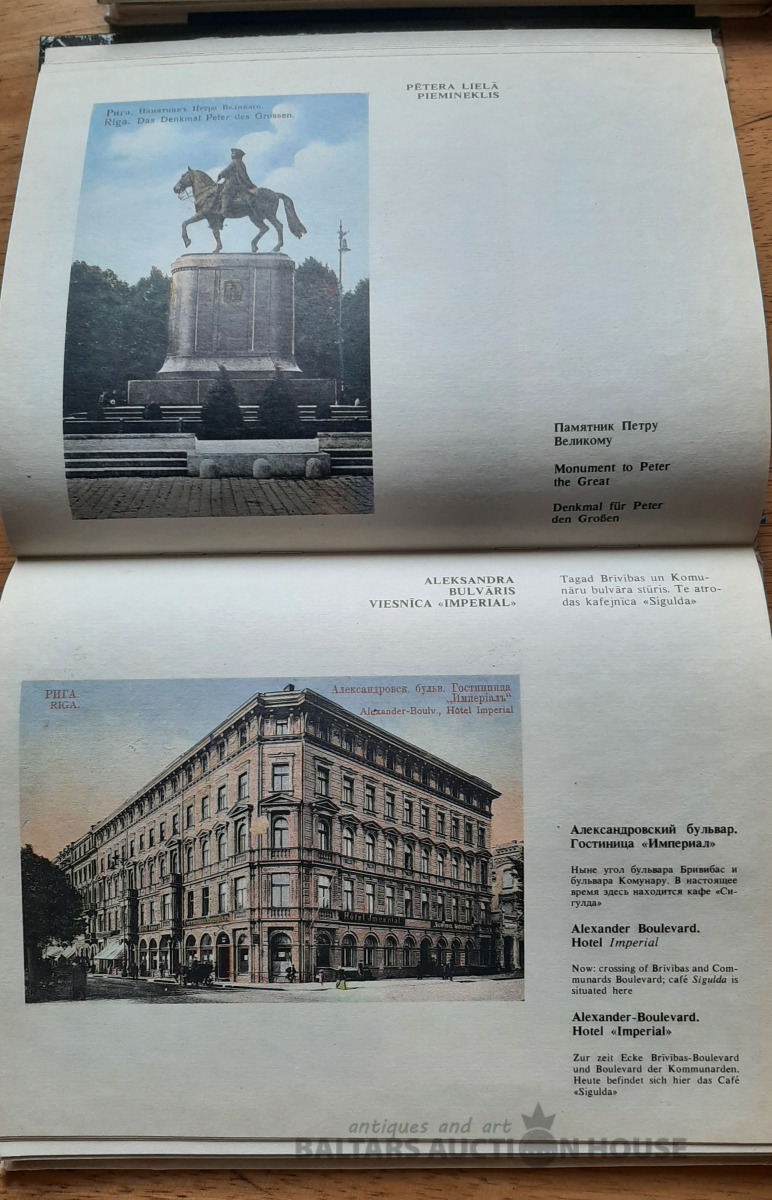 PĒTERA LIELĀ
PIEMINEKLIS
Рига. Памятникъ Петру Великаго.
Riga. Das Denkmal Peter des Grossen.
Памятник Петру
Великому
Monument to Peter
the Great
Denkmal für Peter
den Großen
ALEKSANDRA
BULVĀRIS
VIESNĪCA «IMPERIAL»
Tagad Brīvības un Komu-
nāru bulvāra stūris. Te atro-
das kafejnīca «Sigulda»
РИГА.
RIGA.
Александровск. бульв. Гостинница
„Имперіалъ“
Alexander-Boulv., Hôtel Imperial
Hôtel Imperial
Александровский бульвар.
Гостиница «Империал»
Ныне угол бульвара Бривибас и
бульвара Комунару. В настоящее
время здесь находится кафе «Си-
гулда»
Alexander Boulevard.
Hotel Imperial
Now: crossing of Brīvības and Com-
munards Boulevard; café Sigulda is
situated here
Alexander-Boulevard.
Hotel «Imperial»
Zur zeit Ecke Brīvības-Boulevard
und Boulevard der Kommunarden.
Heute befindet sich hier das Café
«Sigulda»
antiques and art
BALTARS AUCTION HOUSE